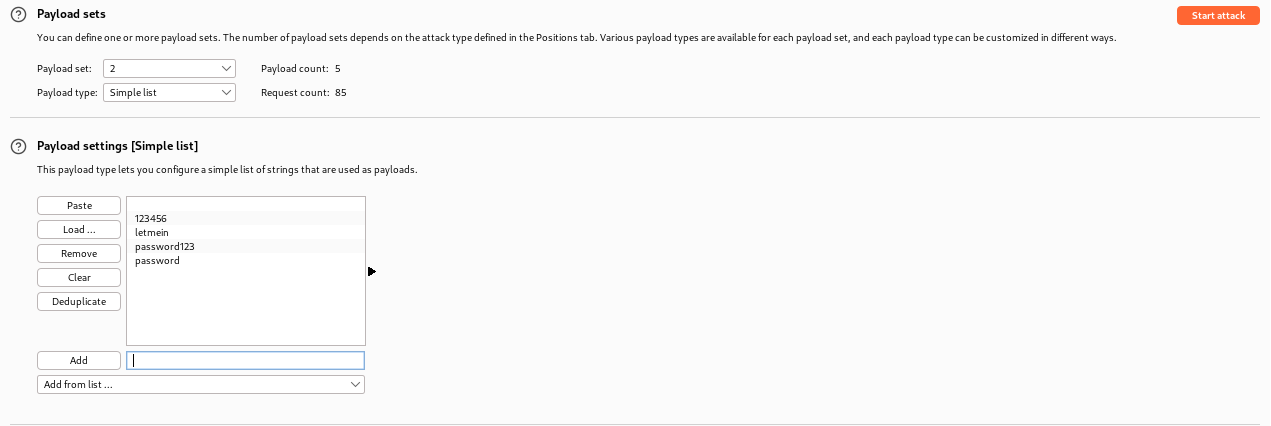 Payload sets
Start attack
You can define one or more payload sets. The number of payload sets depends on the attack type defined in the Positions tab. Various payload types are available for each payload set, and each payload type can be customized in different ways.
Payload set: 2 Payload count: 5
Payload type: Simple list Request count: 85
Payload settings [Simple list]
This payload type lets you configure a simple list of strings that are used as payloads.
Paste
Load ...
Remove
Clear
Deduplicate
123456
letmein
password123
password
Add
Add from list ...